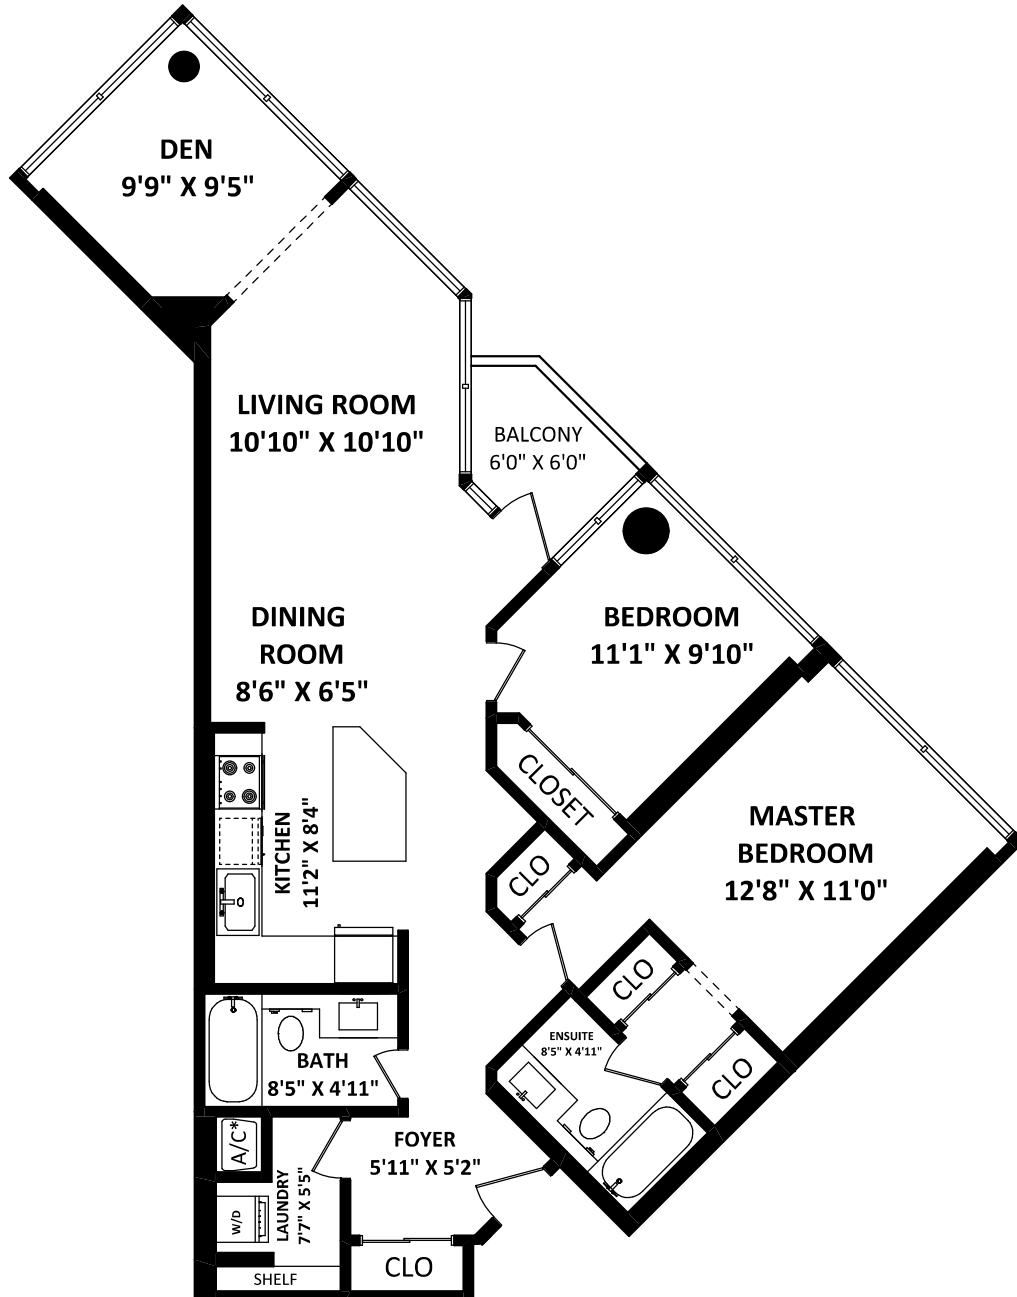 DEN
9'9" X 9'5"
LIVING ROOM
10'10" X 10'10"
BALCONY
6'0" X 6'0"
DINING
ROOM
8'6" X 6'5"
BEDROOM
11'1" X 9'10"
CLOSET
KITCHEN
11'2" X 8'4"
MASTER
BEDROOM
12'8" X 11'0"
CLO
CLO
ENSUITE
8'5" X 4'11"
CLO
BATH
8'5" X 4'11"
A/C*
FOYER
5'11" X 5'2"
LAUNDRY
7'7" X 5'5"
W/D
SHELF
CLO